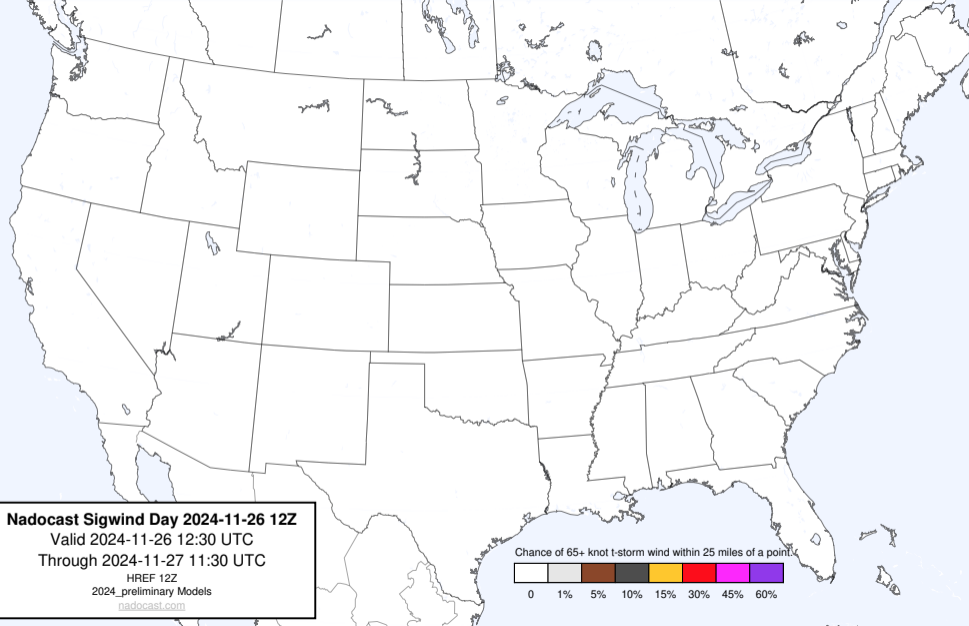 Nadocast Sigwind Day 2024-11-26 12Z
Valid 2024-11-26 12:30 UTC
Through 2024-11-27 11:30 UTC
HREF 12Z
2024_preliminary Models
nadocast.com
Chance of 65+ knot t-storm wind within 25 miles of a point.
0 1% 5% 10% 15% 30% 45% 60%